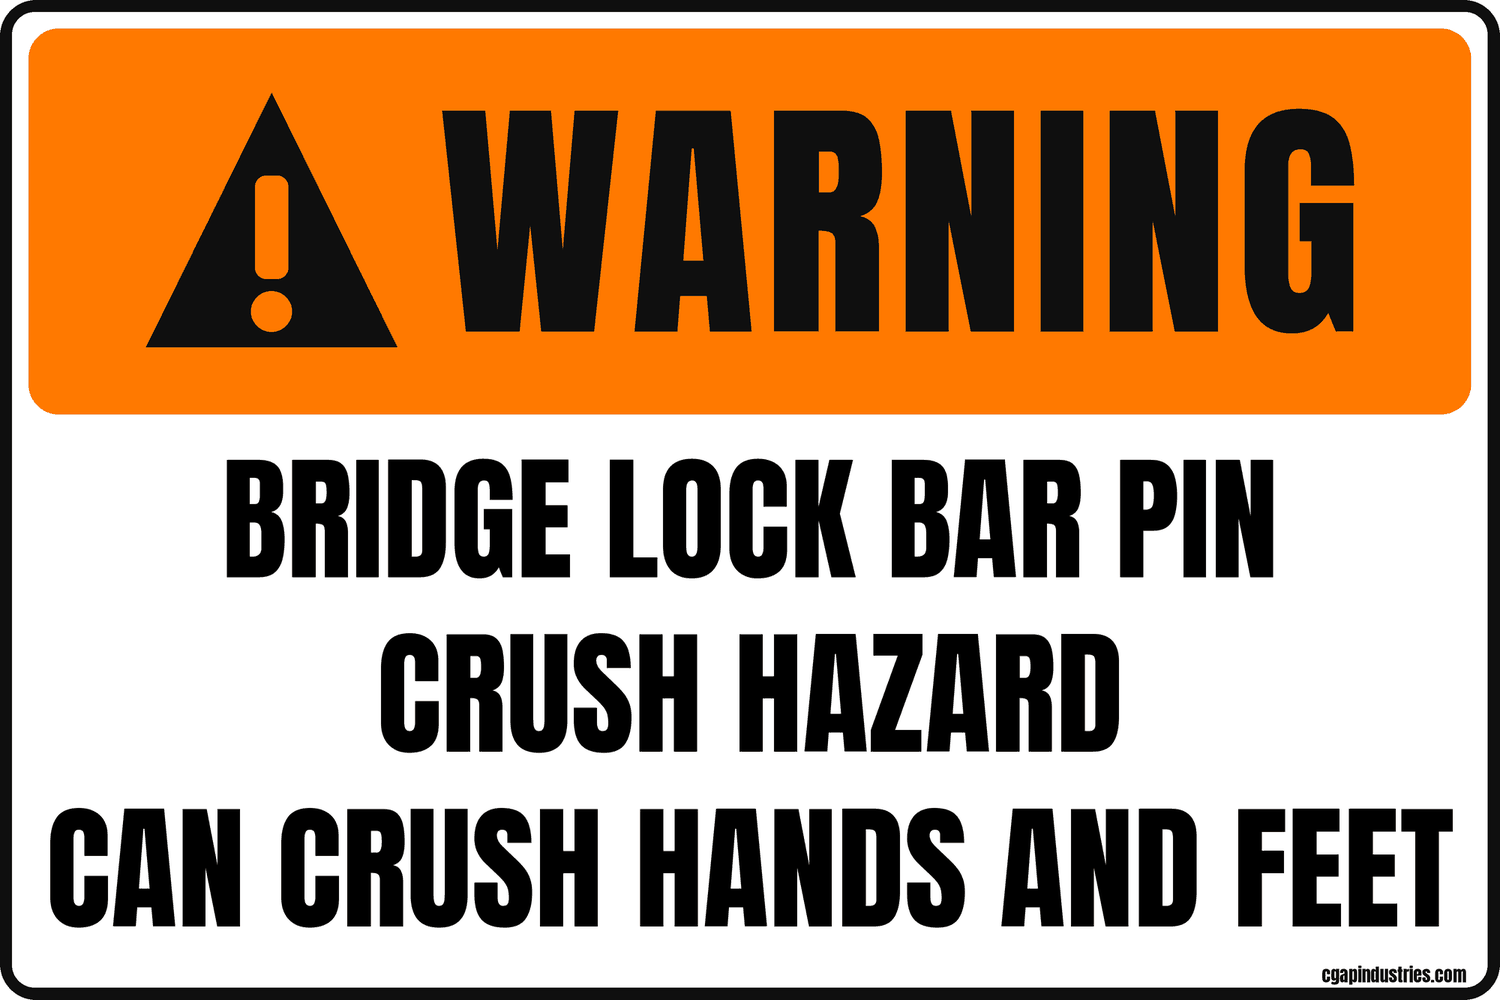 WARNING
BRIDGE LOCK BAR PIN
CRUSH HAZARD
CAN CRUSH HANDS AND FEET
cgapindustries.com